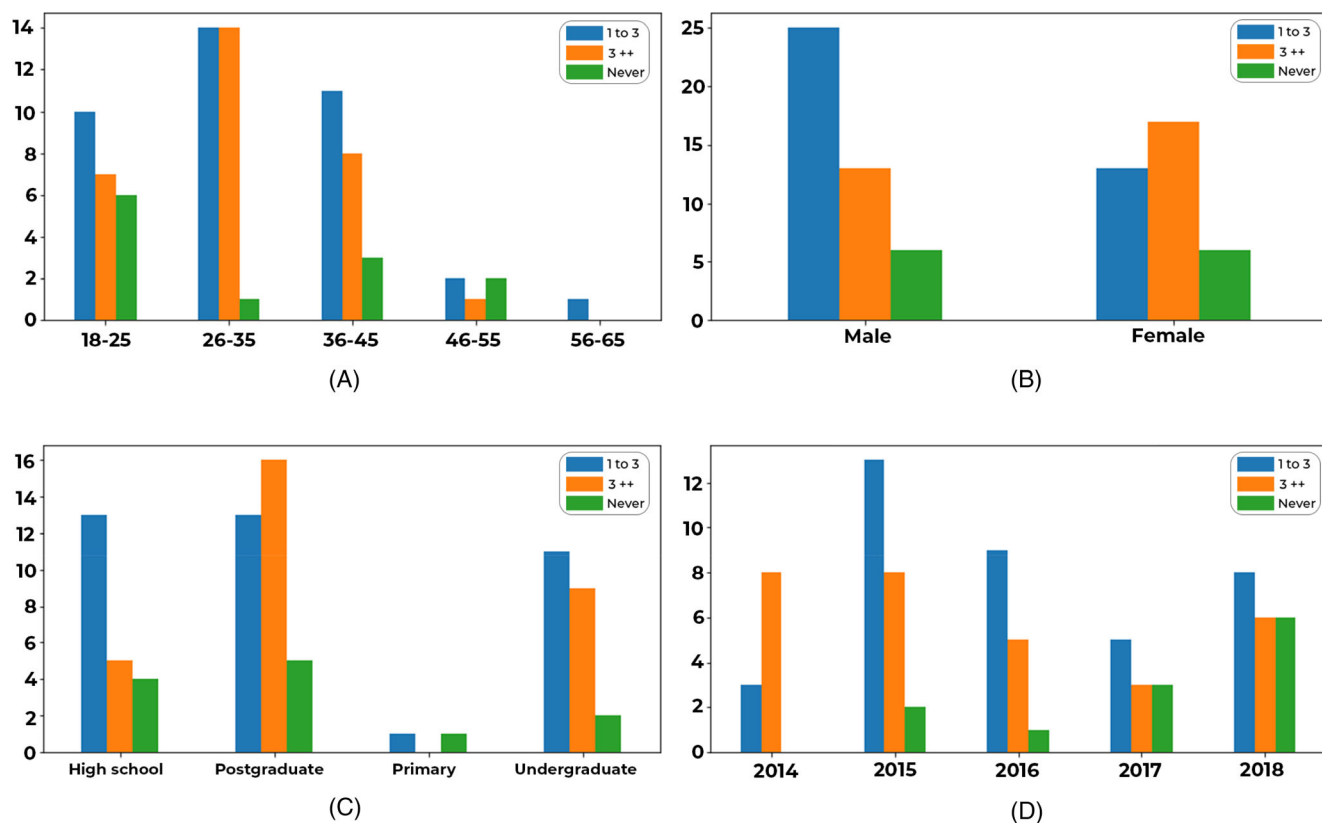 14
12
10
8
6
4
2
0
1 to 3
3 ++
Never
18-25 26-35 36-45 46-55 56-65
(A)
25
20
15
10
5
0
1 to 3
3 ++
Never
Male Female
(B)
16
14
12
10
8
6
4
2
0
1 to 3
3 ++
Never
High school Postgraduate Primary Undergraduate
(C)
12
10
8
6
4
2
0
1 to 3
3 ++
Never
2014 2015 2016 2017 2018
(D)